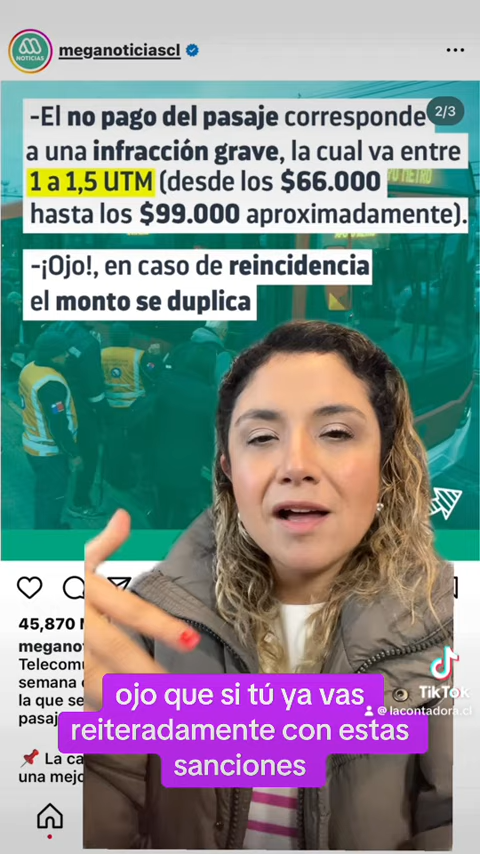 NOTICIAS
meganoticiascl
2/3
-El no pago del pasaje corresponde
a una infracción grave, la cual va entre
1 a 1,5 UTM (desde los $66.000
hasta los $99.000 aproximadamente).
-¡Ojo!, en caso de reincidencia
el monto se duplica
METRO
45,870
megano
Telecomu
semana
la que se
pasaj
La ca
una mejo
ojo que si tú ya vas
reiteradamente con estas
sanciones
TikTok
@lacontadora.cl